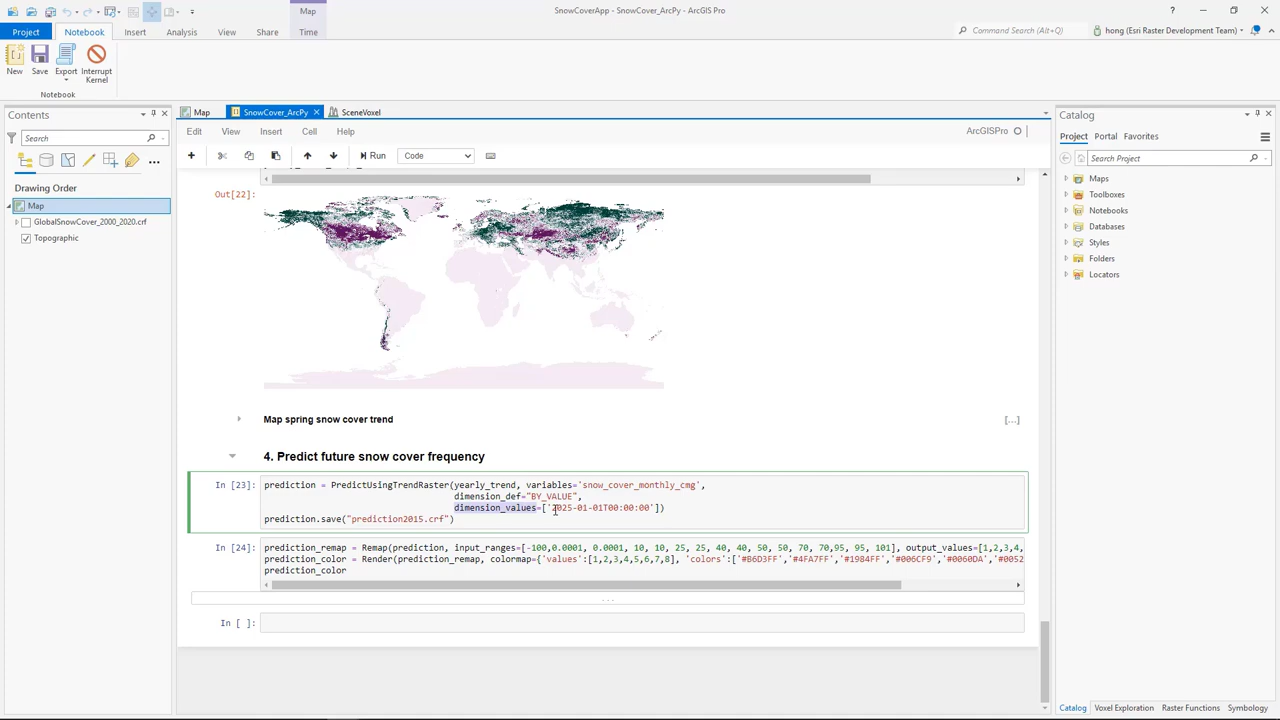 SnowCoverApp - SnowCover_ArcPy - ArcGIS Pro
Map
Project
Notebook
Insert
Analysis
View
Share
Time
Command Search (Alt+Q)
hong (Esri Raster Development Team)
New
Save
Export
Interrupt
Kernel
Notebook
Contents
Search
Drawing Order
Map
GlobalSnowCover_2000_2020.crf
Topographic
Map
SnowCover_ArcPy
SceneVoxel
Edit
View
Insert
Cell
Help
ArcGISPro
Run
Code
Out[22]:
Map spring snow cover trend
[...]
4. Predict future snow cover frequency
In [23]:
prediction = PredictUsingTrendRaster(yearly_trend, variables='snow_cover_monthly_cmg',
dimension_def="BY_VALUE",
dimension_values=['2025-01-01T00:00:00'])
prediction.save("prediction2015.crf")
In [24]:
prediction_remap = Remap(prediction, input_ranges=[-100,0.0001, 0.0001, 10, 10, 25, 25, 40, 40, 50, 50, 70, 70,95, 95, 101], output_values=[1,2,3,4,
prediction_color = Render(prediction_remap, colormap={'values':[1,2,3,4,5,6,7,8], 'colors':['#B6D3FF','#4FA7FF','#1984FF','#006CF9','#0060DA','#0052
prediction_color
...
In [ ]:
Catalog
Project
Portal
Favorites
Search Project
Maps
Toolboxes
Notebooks
Databases
Styles
Folders
Locators
Catalog
Voxel Exploration
Raster Functions
Symbology